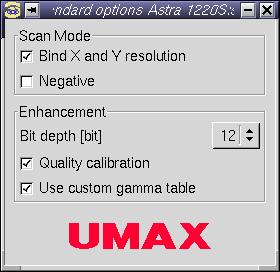 ndard options Astra 1220S:
Scan Mode
Bind X and Y resolution
Negative
Enhancement
Bit depth [bit]
12
Quality calibration
Use custom gamma table
UMAX